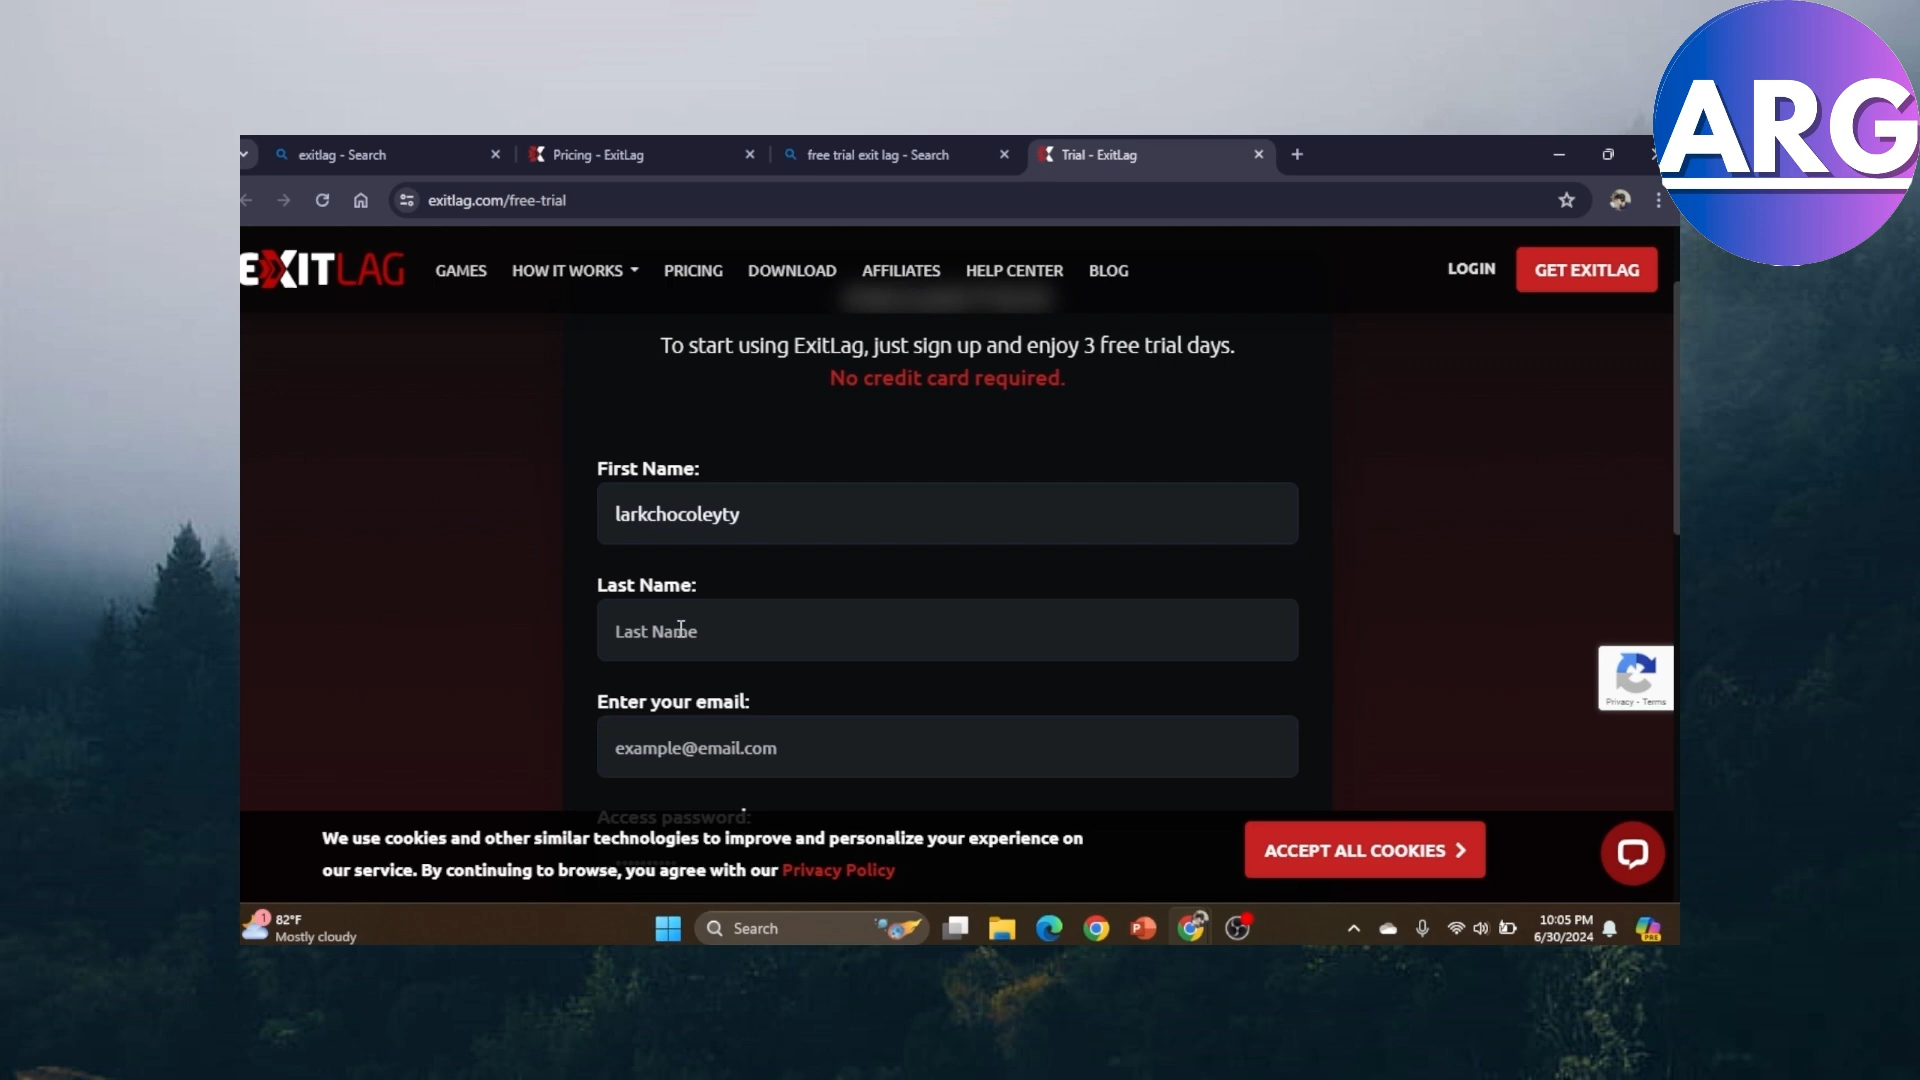 ARG
exitlag - Search
Pricing - ExitLag
free trial exit lag - Search
Trial - ExitLag
exitlag.com/free-trial
EXITLAG
GAMES
HOW IT WORKS
PRICING
DOWNLOAD
AFFILIATES
HELP CENTER
BLOG
LOGIN
GET EXITLAG
To start using ExitLag, just sign up and enjoy 3 free trial days.
No credit card required.
First Name:
larkchocoleyty
Last Name:
Last Name
Enter your email:
example@email.com
Privacy - Terms
Access password:
We use cookies and other similar technologies to improve and personalize your experience on
our service. By continuing to browse, you agree with our Privacy Policy
ACCEPT ALL COOKIES
1
82°F
Mostly cloudy
Search
10:05 PM
6/30/2024